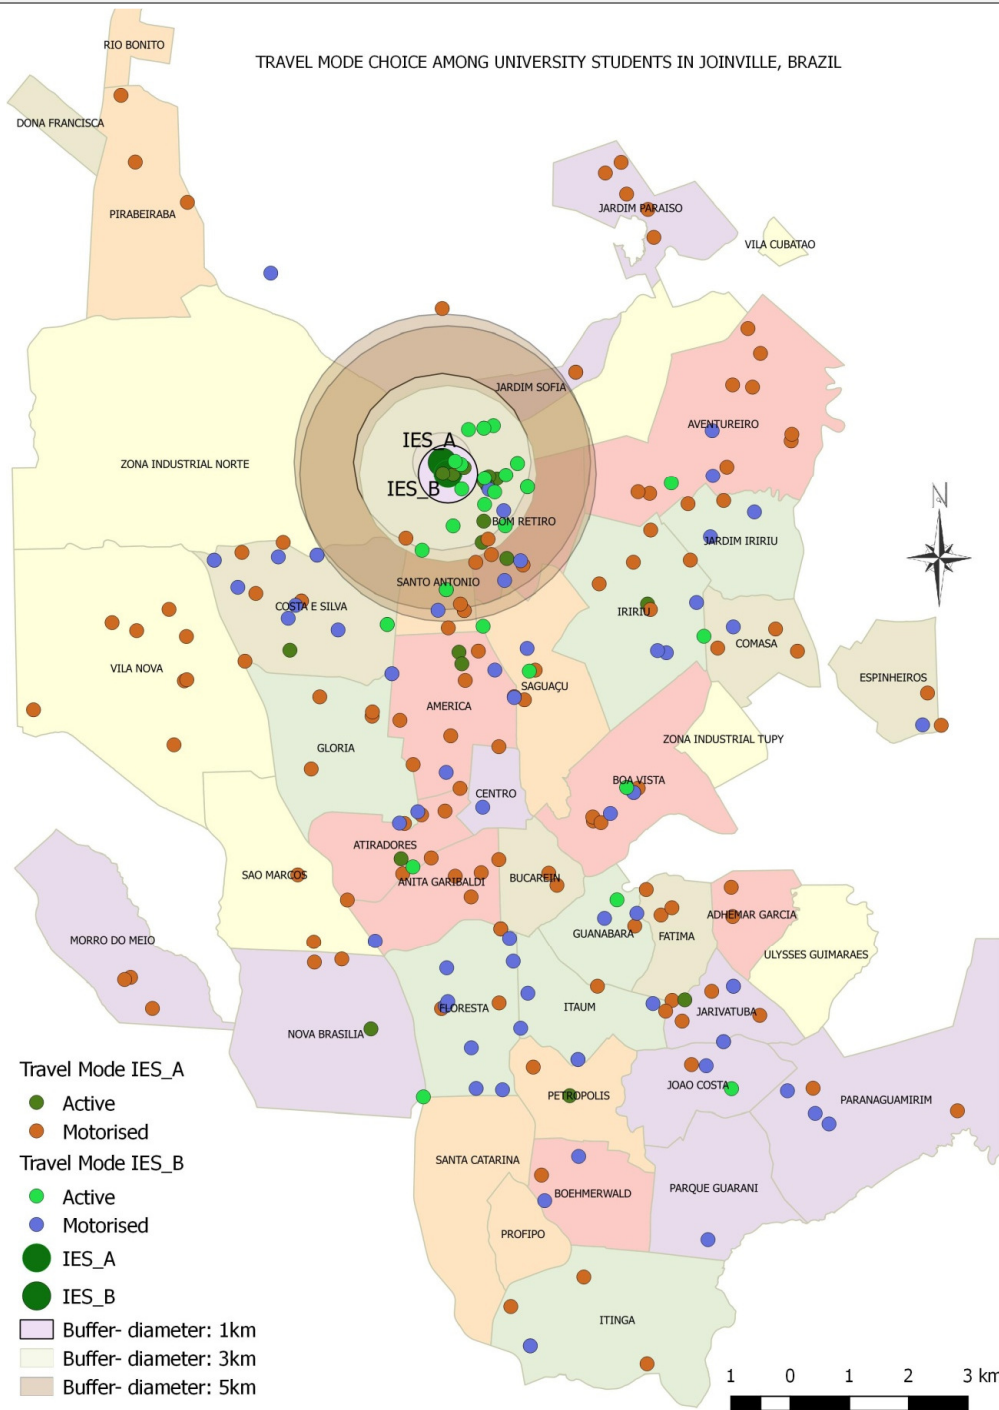 RIO BONITO
TRAVEL MODE CHOICE AMONG UNIVERSITY STUDENTS IN JOINVILLE, BRAZIL
DONA FRANCISCA
PIRABEIRABA
JARDIM PARAISO
VILA CUBATAO
JARDIM SOFIA
AVENTUREIRO
IES_A
ZONA INDUSTRIAL NORTE
IES_B
N
BOM RETIRO
JARDIM IRIRIU
SANTO ANTONIO
COSTA E SILVA
IRIRIU
COMASA
VILA NOVA
ESPINHEIROS
SAGUAÇU
AMERICA
ZONA INDUSTRIAL TUPY
GLORIA
BOA VISTA
CENTRO
ATIRADORES
SAO MARCOS
ANITA GARIBALDI
BUCAREIN
ADHEMAR GARCIA
GUANABARA
FATIMA
MORRO DO MEIO
ULYSSES GUIMARAES
FLORESTA
ITAUM
JARIVATUBA
NOVA BRASILIA
JOAO COSTA
PETROPOLIS
PARANAGUAMIRIM
SANTA CATARINA
PARQUE GUARANI
BOEHMERWALD
PROFIPO
ITINGA
Travel Mode IES_A
Active
Motorised
Travel Mode IES_B
Active
Motorised
IES_A
IES_B
Buffer- diameter: 1km
Buffer- diameter: 3km
Buffer- diameter: 5km
1 0 1 2 3 km